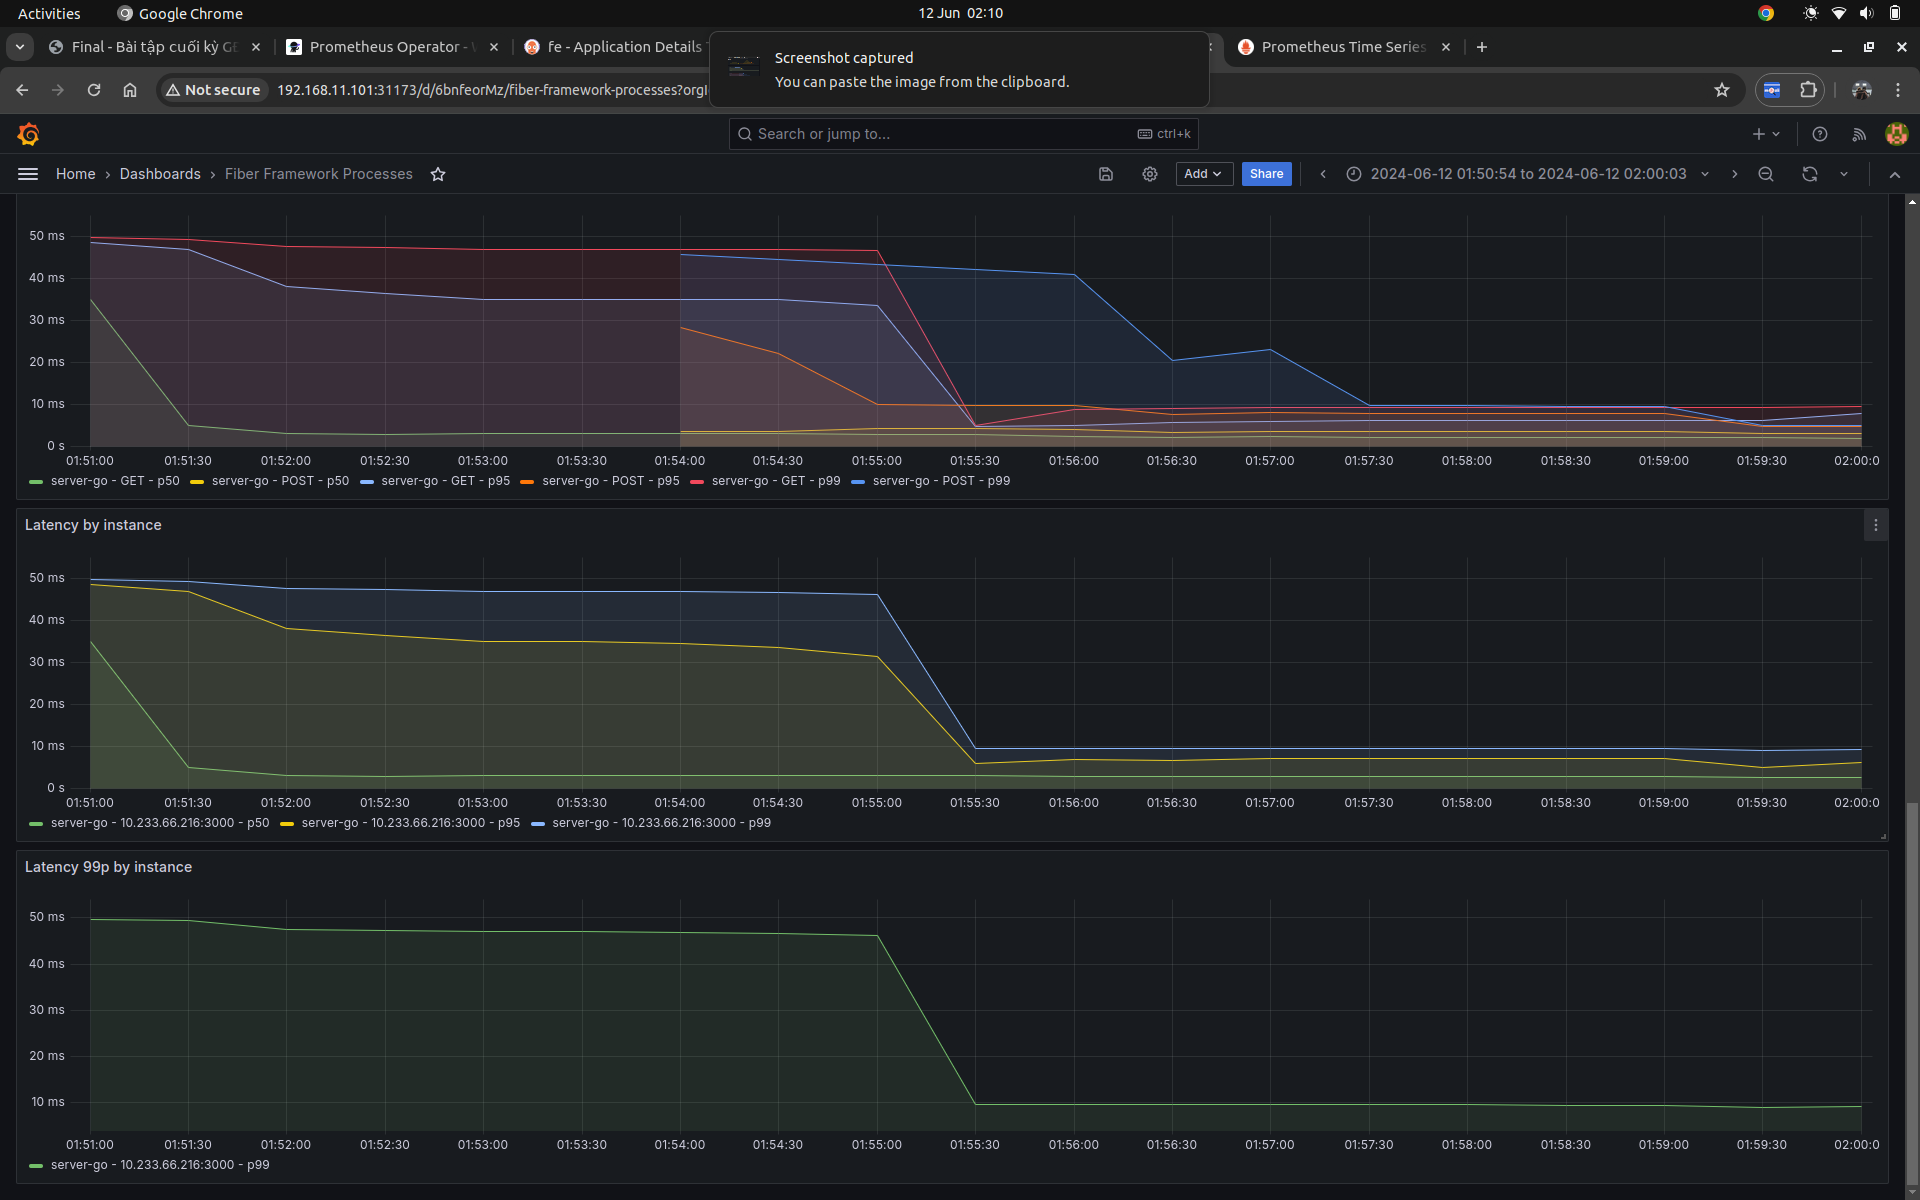 Activities Google Chrome 12 Jun 02:10
Final - Bài tập cuối kỳ G Prometheus Operator - fe - Application Details Prometheus Time Series
Screenshot captured
You can paste the image from the clipboard.
Not secure 192.168.11.101:31173/d/6bnfeorMz/fiber-framework-processes?orgI
Search or jump to... ctrl+k
Home › Dashboards › Fiber Framework Processes Add Share 2024-06-12 01:50:54 to 2024-06-12 02:00:03
50 ms
40 ms
30 ms
20 ms
10 ms
0 s
01:51:00 01:51:30 01:52:00 01:52:30 01:53:00 01:53:30 01:54:00 01:54:30 01:55:00 01:55:30 01:56:00 01:56:30 01:57:00 01:57:30 01:58:00 01:58:30 01:59:00 01:59:30 02:00:0
server-go - GET - p50 server-go - POST - p50 server-go - GET - p95 server-go - POST - p95 server-go - GET - p99 server-go - POST - p99
Latency by instance
50 ms
40 ms
30 ms
20 ms
10 ms
0 s
01:51:00 01:51:30 01:52:00 01:52:30 01:53:00 01:53:30 01:54:00 01:54:30 01:55:00 01:55:30 01:56:00 01:56:30 01:57:00 01:57:30 01:58:00 01:58:30 01:59:00 01:59:30 02:00:0
server-go - 10.233.66.216:3000 - p50 server-go - 10.233.66.216:3000 - p95 server-go - 10.233.66.216:3000 - p99
Latency 99p by instance
50 ms
40 ms
30 ms
20 ms
10 ms
01:51:00 01:51:30 01:52:00 01:52:30 01:53:00 01:53:30 01:54:00 01:54:30 01:55:00 01:55:30 01:56:00 01:56:30 01:57:00 01:57:30 01:58:00 01:58:30 01:59:00 01:59:30 02:00:0
server-go - 10.233.66.216:3000 - p99